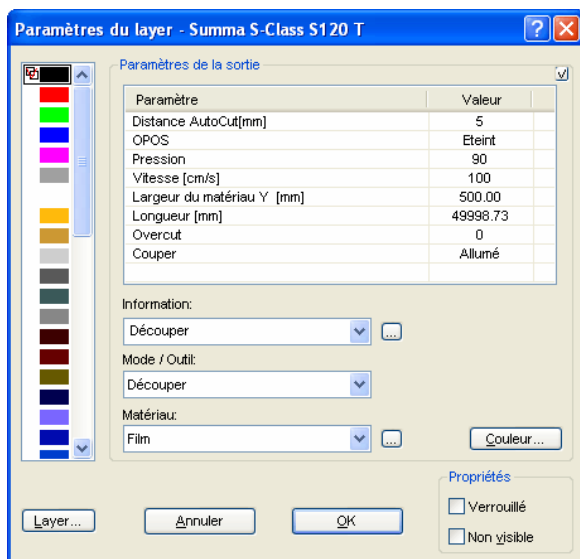 Paramètres du layer - Summa S-Class S120 T
Paramètres de la sortie
Paramètre Valeur
Distance AutoCut[mm] 5
OPOS Eteint
Pression 90
Vitesse [cm/s] 100
Largeur du matériau Y [mm] 500.00
Longueur [mm] 49998.73
Overcut 0
Couper Allumé
Information:
Découper ...
Mode / Outil:
Découper
Matériau:
Film ... Couleur...
Propriétés
Verrouillé
Non visible
Layer... Annuler OK